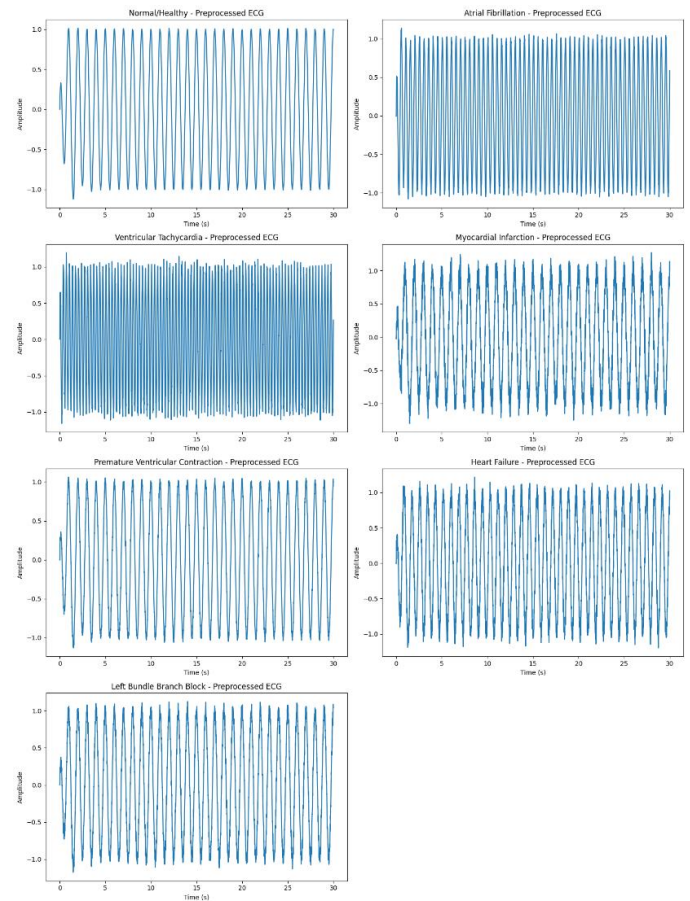 Normal/Healthy - Preprocessed ECG
1.0
0.5
0.0
−0.5
−1.0
Amplitude
0 5 10 15 20 25 30
Time (s)
Atrial Fibrillation - Preprocessed ECG
1.0
0.5
0.0
−0.5
−1.0
Amplitude
0 5 10 15 20 25 30
Time (s)
Ventricular Tachycardia - Preprocessed ECG
1.0
0.5
0.0
−0.5
−1.0
Amplitude
0 5 10 15 20 25 30
Time (s)
Myocardial Infarction - Preprocessed ECG
1.0
0.5
0.0
−0.5
−1.0
Amplitude
0 5 10 15 20 25 30
Time (s)
Premature Ventricular Contraction - Preprocessed ECG
1.0
0.5
0.0
−0.5
−1.0
Amplitude
0 5 10 15 20 25 30
Time (s)
Heart Failure - Preprocessed ECG
1.0
0.5
0.0
−0.5
−1.0
Amplitude
0 5 10 15 20 25 30
Time (s)
Left Bundle Branch Block - Preprocessed ECG
1.0
0.5
0.0
−0.5
−1.0
Amplitude
0 5 10 15 20 25 30
Time (s)